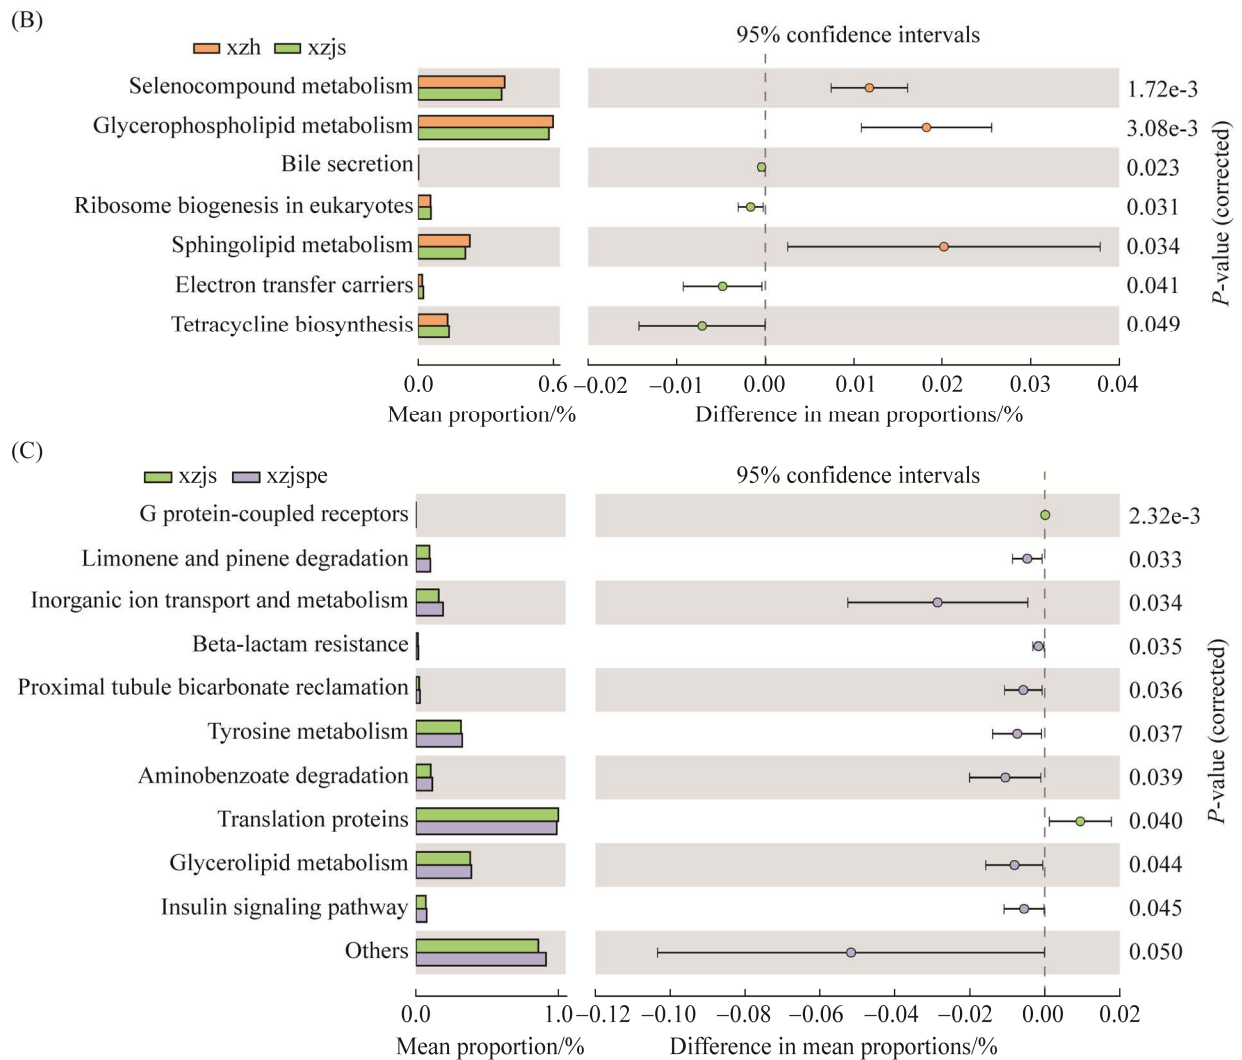 (B)
95% confidence intervals
xzh xzjs
Selenocompound metabolism 1.72e-3
Glycerophospholipid metabolism 3.08e-3
Bile secretion 0.023
Ribosome biogenesis in eukaryotes 0.031
Sphingolipid metabolism 0.034
Electron transfer carriers 0.041
Tetracycline biosynthesis 0.049
P-value (corrected)
0.0 0.6 −0.02 −0.01 0.00 0.01 0.02 0.03 0.04
Mean proportion/% Difference in mean proportions/%
(C)
xzjs xzjspe 95% confidence intervals
G protein-coupled receptors 2.32e-3
Limonene and pinene degradation 0.033
Inorganic ion transport and metabolism 0.034
Beta-lactam resistance 0.035
Proximal tubule bicarbonate reclamation 0.036
Tyrosine metabolism 0.037
Aminobenzoate degradation 0.039
Translation proteins 0.040
Glycerolipid metabolism 0.044
Insulin signaling pathway 0.045
Others 0.050
P-value (corrected)
0.0 1.0 −0.12 −0.10 −0.08 −0.06 −0.04 −0.02 0.00 0.02
Mean proportion/% Difference in mean proportions/%